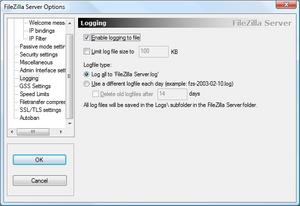 FileZilla Server Options
Welcome messa
IP bindings
IP Filter
Passive mode setting
Security settings
Miscellaneous
Admin Interface settin
Logging
GSS Settings
Speed Limits
Filetransfer compress
SSL/TLS settings
Autoban
OK
Cancel
Logging
FileZilla Server
Enable logging to file
Limit log file size to 100 KB
Logfile type:
Log all to 'FileZilla Server.log'
Use a different logfile each day (example: fzs-2003-02-10.log)
Delete old logfiles after 14 days
All log files will be saved in the Logs\ subfolder in the FileZilla Server folder.